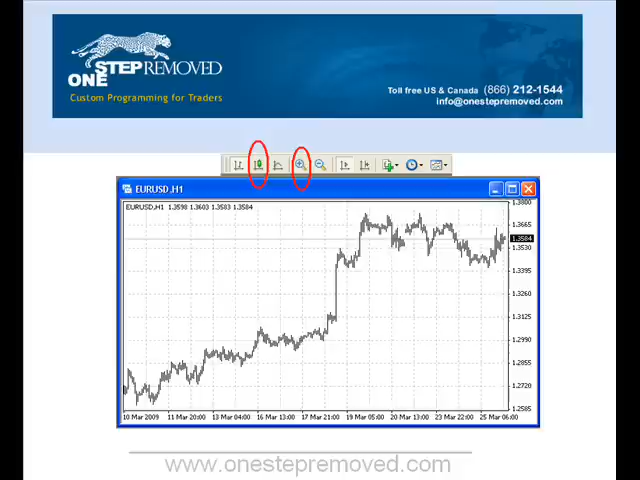 ONE STEPREMOVED
Custom Programming for Traders
Toll free US & Canada (866) 212-1544
info@onestepremoved.com
EURUSD,H1
EURUSD,H1 1.3598 1.3603 1.3583 1.3584
1.3800
1.3665
1.3584
1.3530
1.3395
1.3260
1.3125
1.2990
1.2855
1.2720
1.2585
10 Mar 2009 11 Mar 20:00 13 Mar 04:00 16 Mar 13:00 17 Mar 21:00 19 Mar 05:00 20 Mar 13:00 23 Mar 22:00 25 Mar 06:00
www.onestepremoved.com